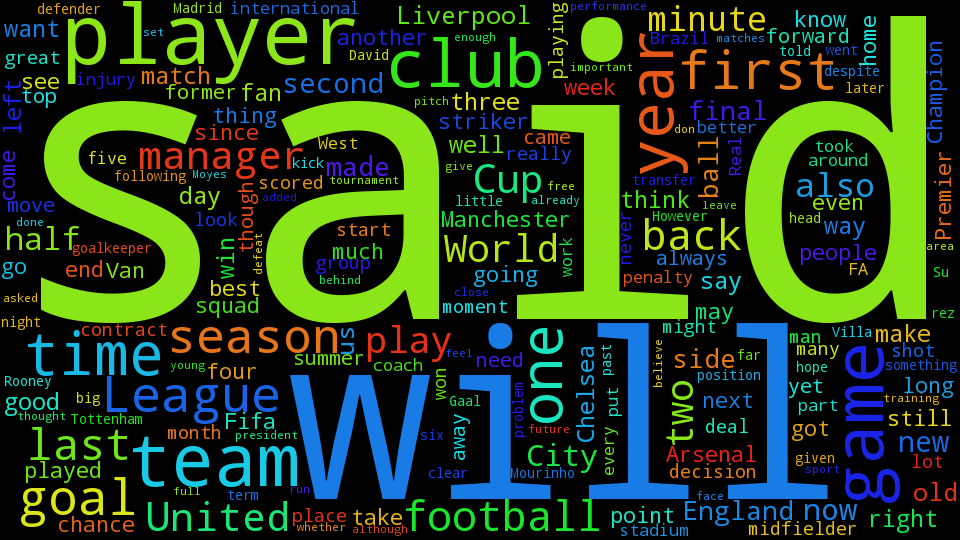 defender
Madrid
international
Liverpool
performance
minute
know
want
player
set
David
another
enough
club
playing
Brazil
matches
forward
home
great
told
went
see
injury
match
second
important
first
despite
top
former
fan
pitch
three
week
year
final
later
Champion
left
come
thing
striker
don
better
said
since
manager
kick
West
well
really
came
ball
Real
took
around
five
following
Moyes
made
tournament
give
Cup
free
already
transfer
also
Premier
move
day
scored
added
little
think
leave
even
done
look
though
start
Manchester
However
head
way
half
goalkeeper
win
defeat
much
World
work
never
back
people
area
go
end
Van
group
behind
going
always
FA
Su
asked
best
squad
close
moment
penalty
say
may
rez
night
contract
season
us
play
might
man
Villa
make
time
summer
coach
feel
need
one
past
believe
side
far
many
shot
something
Rooney
young
four
will
won
Chelsea
position
hope
yet
game
long
good
big
League
Gaal
problem
put
two
next
part
training
thought
Tottenham
Fifa
month
president
six
away
future
every
deal
got
still
last
team
City
Arsenal
new
played
clear
Mourinho
decision
given
sport
lot
goal
full
term
run
face
old
chance
United
place
whether
take
although
football
point
stadium
England
now
midfielder
right